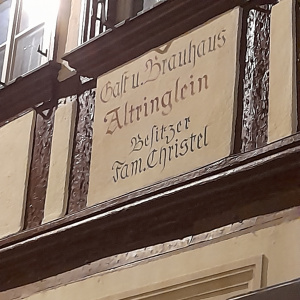 Gast u. Brauhaus
Altringlein
Besitzer
Fam. Christel